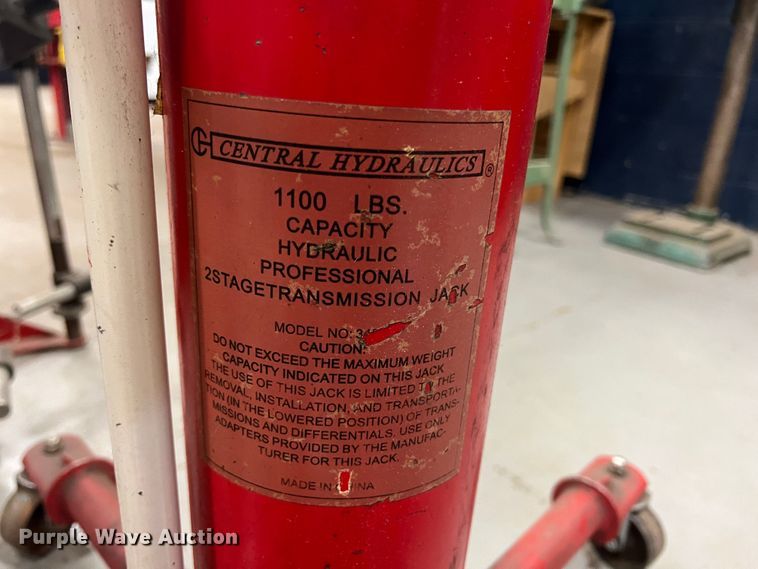 CENTRAL HYDRAULICS®
1100 LBS.
CAPACITY
HYDRAULIC
PROFESSIONAL
2STAGETRANSMISSION JACK
MODEL NO:
CAUTION:
DO NOT EXCEED THE MAXIMUM WEIGHT
CAPACITY INDICATED ON THIS JACK
THE USE OF THIS JACK IS LIMITED TO THE
REMOVAL, INSTALLATION, AND TRANSPORTA-
TION (IN THE LOWERED POSITION) OF TRANS-
MISSIONS AND DIFFERENTIALS, USE ONLY
ADAPTERS PROVIDED BY THE MANUFAC-
TURER FOR THIS JACK.
MADE IN CHINA
Purple Wave Auction